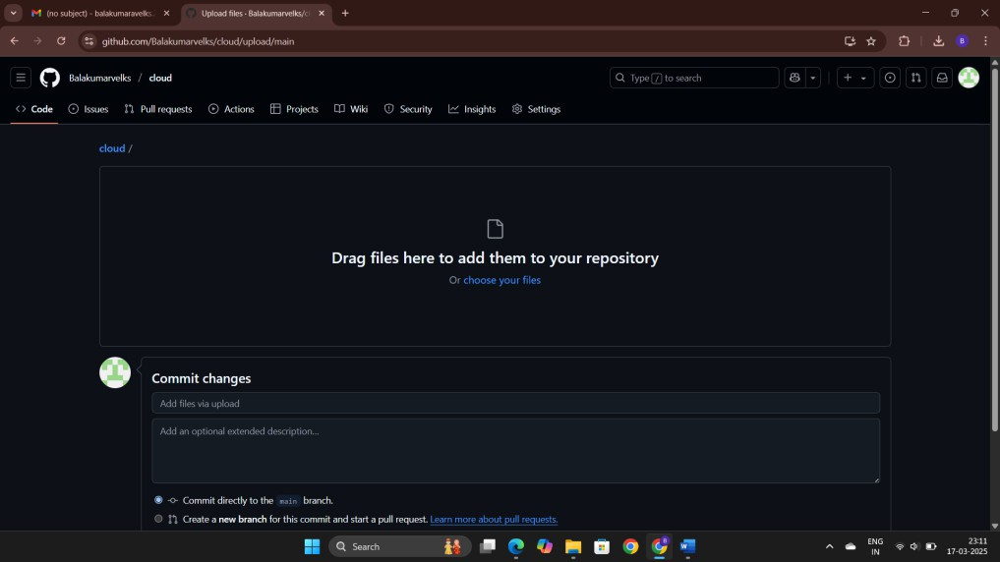 (no subject) - balakumaravelks.
Upload files - Balakumarvelks/c
github.com/Balakumarvelks/cloud/upload/main
B
Balakumarvelks / cloud
Type / to search
Code
Issues
Pull requests
Actions
Projects
Wiki
Security
Insights
Settings
cloud /
Drag files here to add them to your repository
Or choose your files
Commit changes
Add files via upload
Add an optional extended description...
Commit directly to the main branch.
Create a new branch for this commit and start a pull request. Learn more about pull requests.
Search
ENG
IN
23:11
17-03-2025